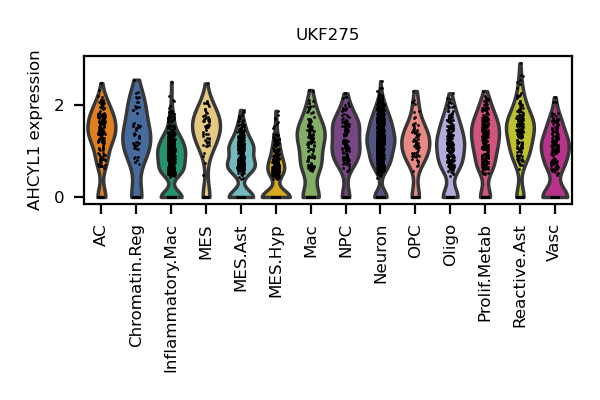 UKF275
AHCYL1 expression
2
0
AC
Chromatin.Reg
Inflammatory.Mac
MES
MES.Ast
MES.Hyp
Mac
NPC
Neuron
OPC
Oligo
Prolif.Metab
Reactive.Ast
Vasc